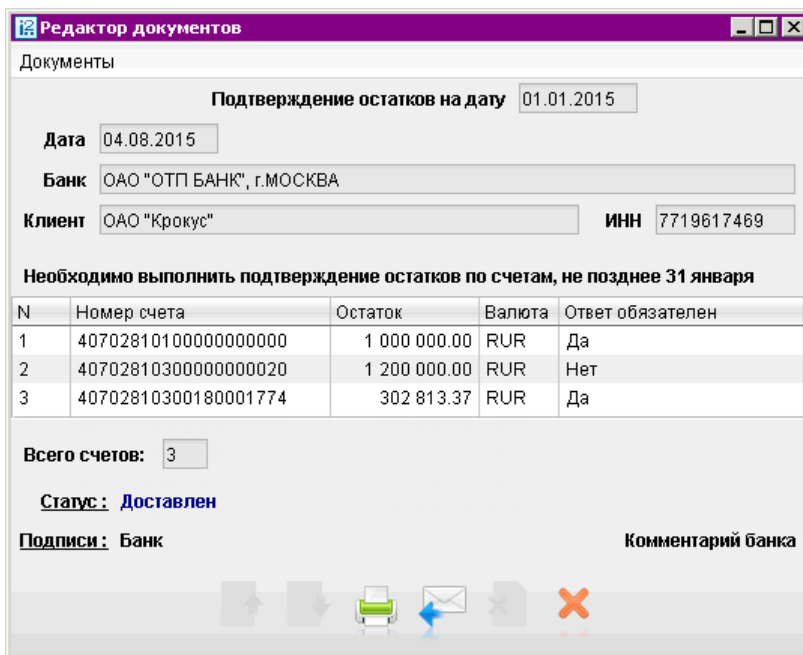 Редактор документов
Документы
Подтверждение остатков на дату 01.01.2015
Дата 04.08.2015
Банк ОАО "ОТП БАНК", г.МОСКВА
Клиент ОАО "Крокус" ИНН 7719617469
Необходимо выполнить подтверждение остатков по счетам, не позднее 31 января
N Номер счета Остаток Валюта Ответ обязателен
1 40702810100000000000 1 000 000.00 RUR Да
2 40702810300000000020 1 200 000.00 RUR Нет
3 40702810300180001774 302 813.37 RUR Да
Всего счетов: 3
Статус: Доставлен
Подписи: Банк Комментарий банка